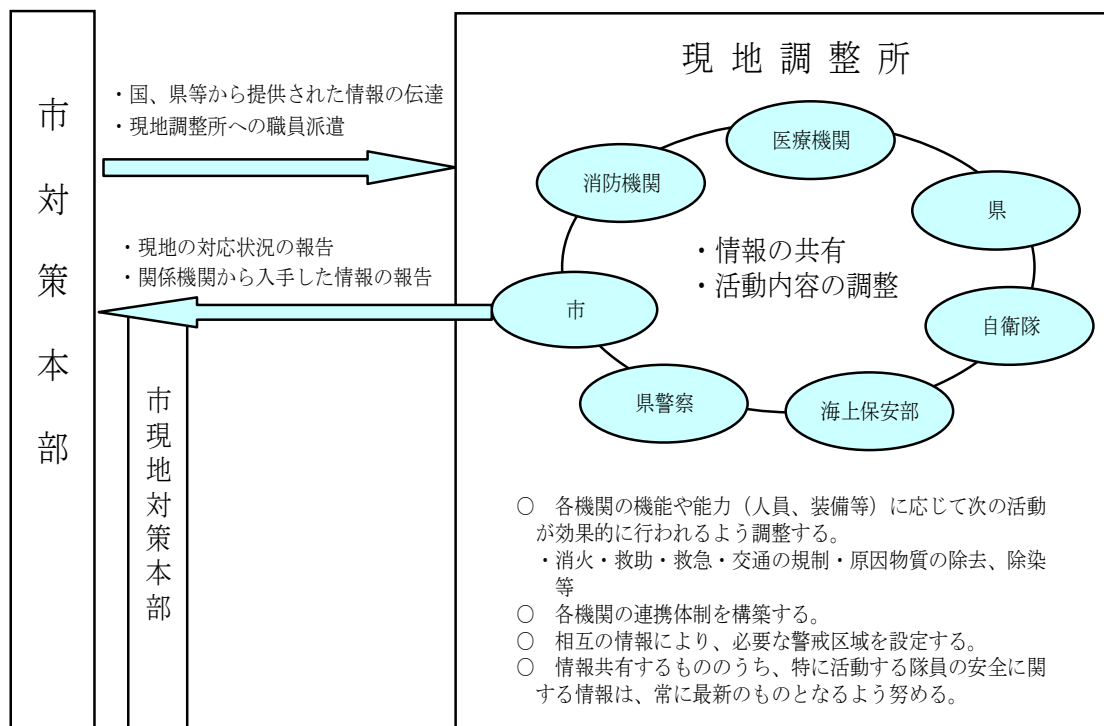 市対策本部
・国、県等から提供された情報の伝達
・現地調整所への職員派遣
・現地の対応状況の報告
・関係機関から入手した情報の報告
市現地対策本部
現地調整所
医療機関
消防機関
県
・情報の共有
・活動内容の調整
市
自衛隊
県警察
海上保安部
○　各機関の機能や能力（人員、装備等）に応じて次の活動
が効果的に行われるよう調整する。
・消火・救助・救急・交通の規制・原因物質の除去、除染
等
○　各機関の連携体制を構築する。
○　相互の情報により、必要な警戒区域を設定する。
○　情報共有するもののうち、特に活動する隊員の安全に関
する情報は、常に最新のものとなるよう努める。